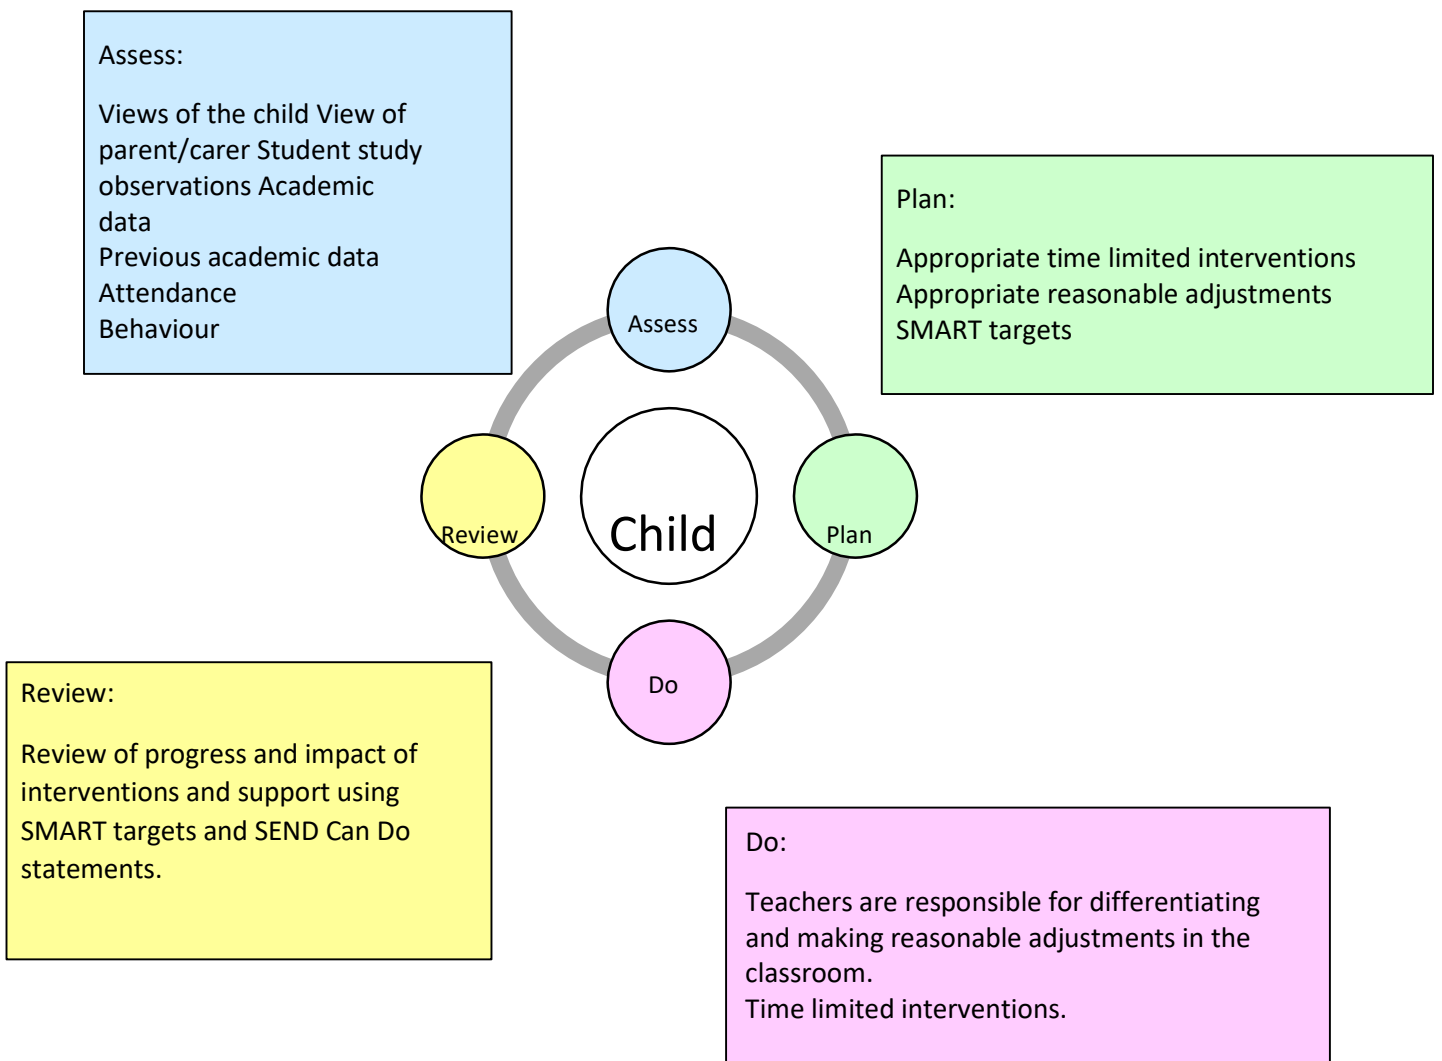 Assess:
Views of the child View of
parent/carer Student study
observations Academic
data
Previous academic data
Attendance
Behaviour
Plan:
Appropriate time limited interventions
Appropriate reasonable adjustments
SMART targets
Assess
Review
Child
Plan
Do
Review:
Review of progress and impact of
interventions and support using
SMART targets and SEND Can Do
statements.
Do:
Teachers are responsible for differentiating
and making reasonable adjustments in the
classroom.
Time limited interventions.